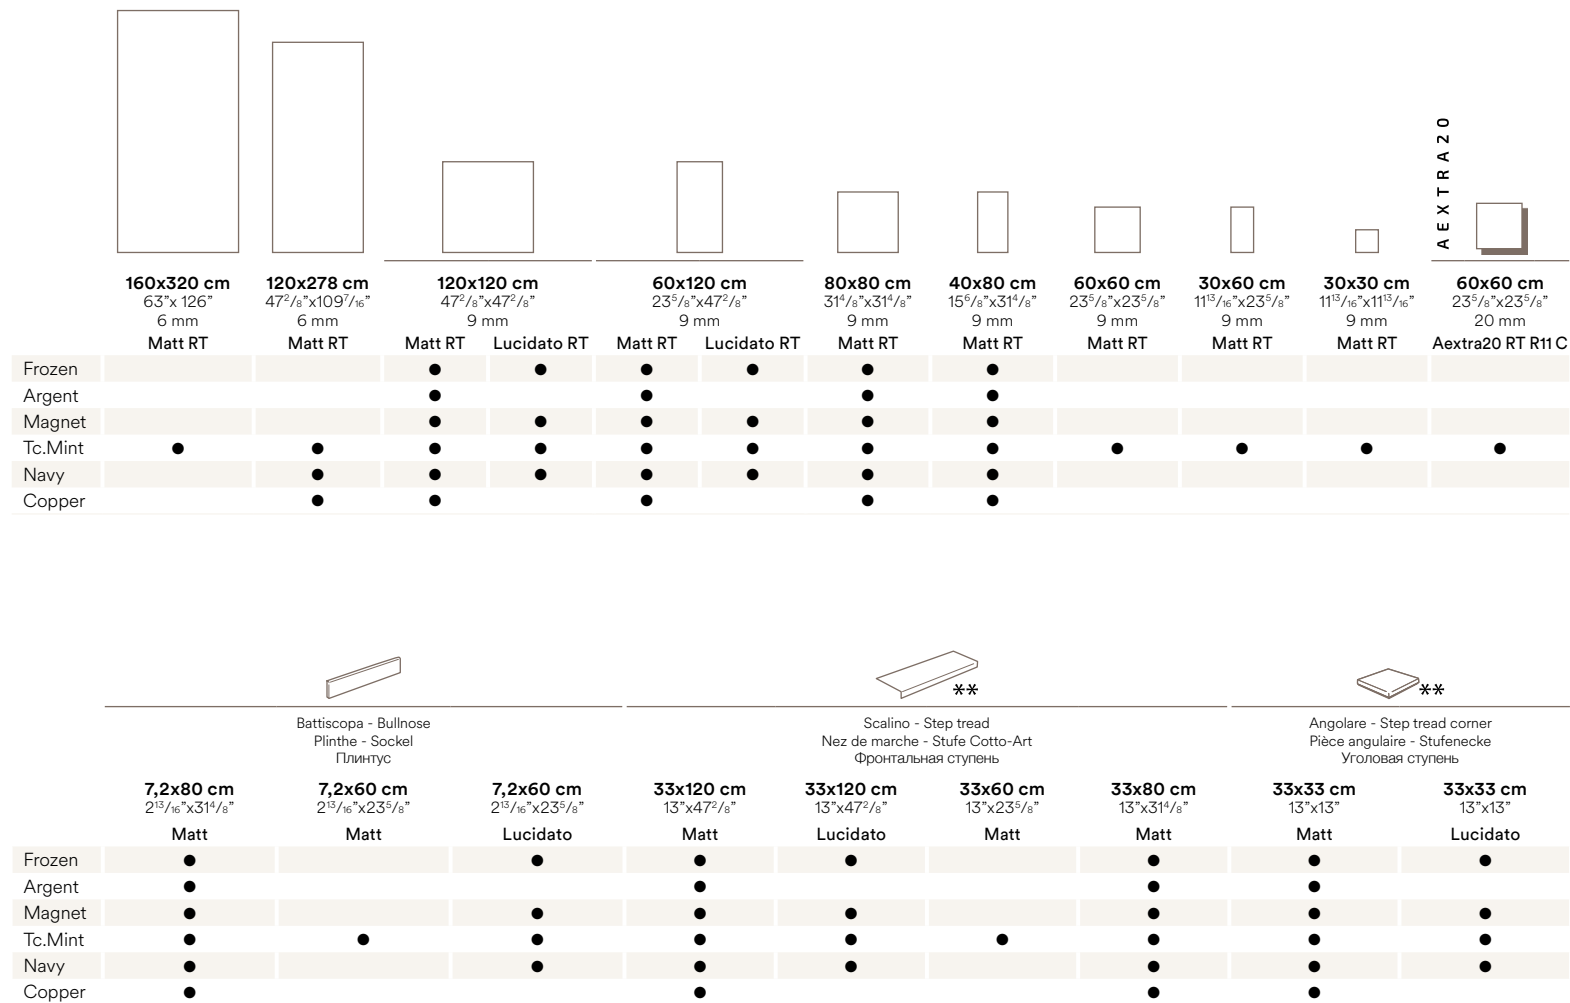 AEXTRA20
160x320 cm 120x278 cm 120x120 cm 60x120 cm 80x80 cm 40x80 cm 60x60 cm 30x60 cm 30x30 cm 60x60 cm
63”x 126” 47²/₈”x109⁷/₁₆” 47²/₈”x47²/₈” 23⁵/₈”x47²/₈” 31⁴/₈”x31⁴/₈” 15⁶/₈”x31⁴/₈” 23⁵/₈”x23⁵/₈” 11¹³/₁₆”x23⁵/₈” 11¹³/₁₆”x11¹³/₁₆” 23⁵/₈”x23⁵/₈”
6 mm 6 mm 9 mm 9 mm 9 mm 9 mm 9 mm 9 mm 9 mm 20 mm
Matt RT Matt RT Matt RT Lucidato RT Matt RT Lucidato RT Matt RT Matt RT Matt RT Matt RT Matt RT Aextra20 RT R11 C
Frozen ● ● ● ● ● ●
Argent ● ● ● ●
Magnet ● ● ● ● ● ●
Tc.Mint ● ● ● ● ● ● ● ● ● ● ● ●
Navy ● ● ● ● ● ● ●
Copper ● ● ● ● ●
** **
Battiscopa - Bullnose Scalino - Step tread Angolare - Step tread corner
Plinthe - Sockel Nez de marche - Stufe Cotto-Art Pièce angulaire - Stufenecke
Плинтус Фронтальная ступень Уголовая ступень
7,2x80 cm 7,2x60 cm 7,2x60 cm 33x120 cm 33x120 cm 33x60 cm 33x80 cm 33x33 cm 33x33 cm
2¹³/₁₆”x31⁴/₈” 2¹³/₁₆”x23⁵/₈” 2¹³/₁₆”x23⁵/₈” 13”x47²/₈” 13”x47²/₈” 13”x23⁵/₈” 13”x31⁴/₈” 13”x13” 13”x13”
Matt Matt Lucidato Matt Lucidato Matt Matt Matt Lucidato
Frozen ● ● ● ● ● ● ●
Argent ● ● ● ●
Magnet ● ● ● ● ● ● ●
Tc.Mint ● ● ● ● ● ● ● ● ●
Navy ● ● ● ● ● ● ●
Copper ● ● ● ●